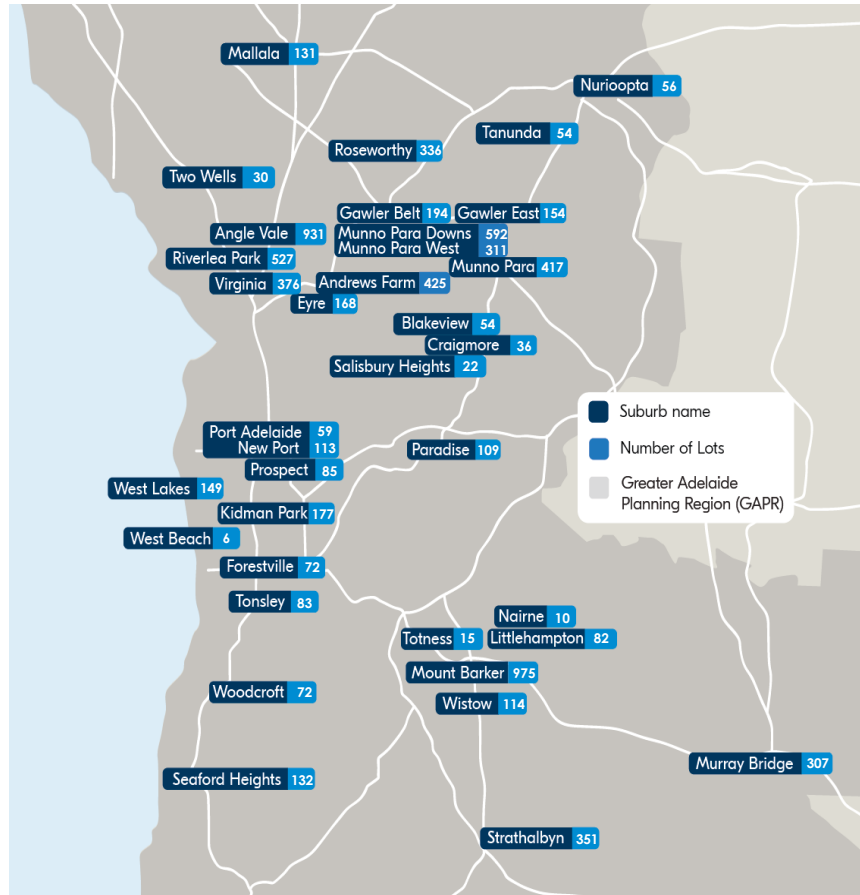 Mallala 131
Nurioopta 56
Tanunda 54
Roseworthy 336
Two Wells 30
Gawler Belt 194
Gawler East 154
Angle Vale 931
Munno Para Downs 592
Munno Para West 311
Riverlea Park 527
Munno Para 417
Virginia 376
Andrews Farm 425
Eyre 168
Blakeview 54
Craigmore 36
Salisbury Heights 22
Suburb name
Number of Lots
Greater Adelaide
Planning Region (GAPR)
Port Adelaide 59
New Port 113
Paradise 109
Prospect 85
West Lakes 149
Kidman Park 177
West Beach 6
Forestville 72
Tonsley 83
Nairne 10
Totness 15
Littlehampton 82
Mount Barker 975
Woodcroft 72
Wistow 114
Murray Bridge 307
Seaford Heights 132
Strathalbyn 351